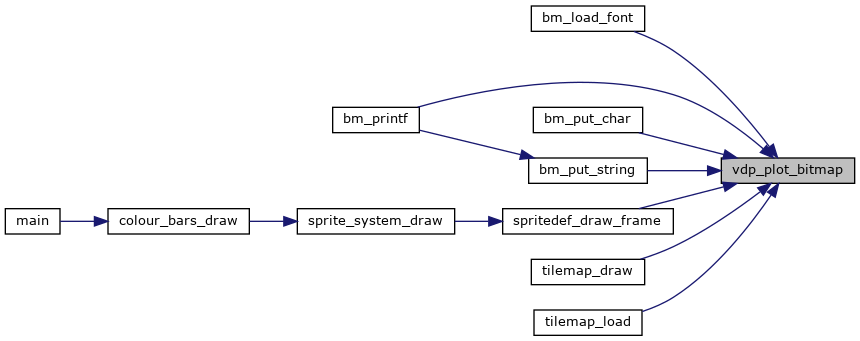 bm_load_font
bm_printf
bm_put_char
bm_put_string
vdp_plot_bitmap
main
colour_bars_draw
sprite_system_draw
spritedef_draw_frame
tilemap_draw
tilemap_load